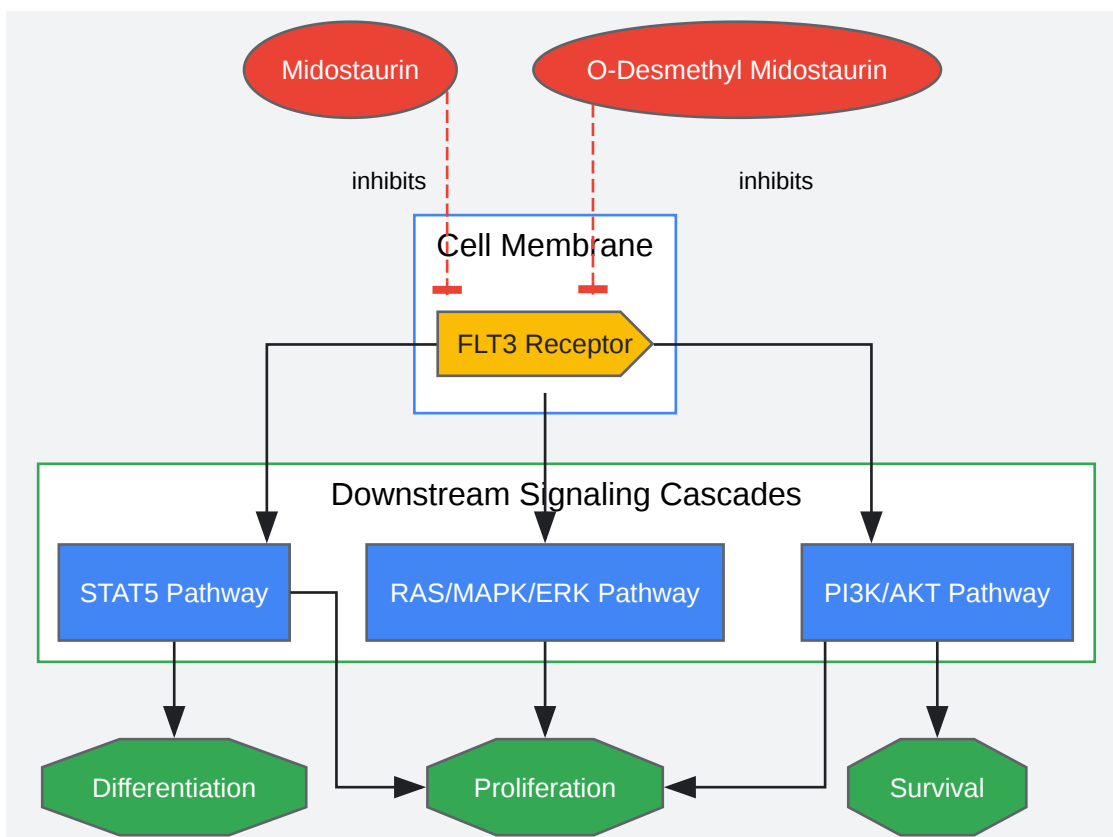 Midostaurin
O-Desmethyl Midostaurin
inhibits
inhibits
Cell Membrane
FLT3 Receptor
Downstream Signaling Cascades
STAT5 Pathway
RAS/MAPK/ERK Pathway
PI3K/AKT Pathway
Differentiation
Proliferation
Survival